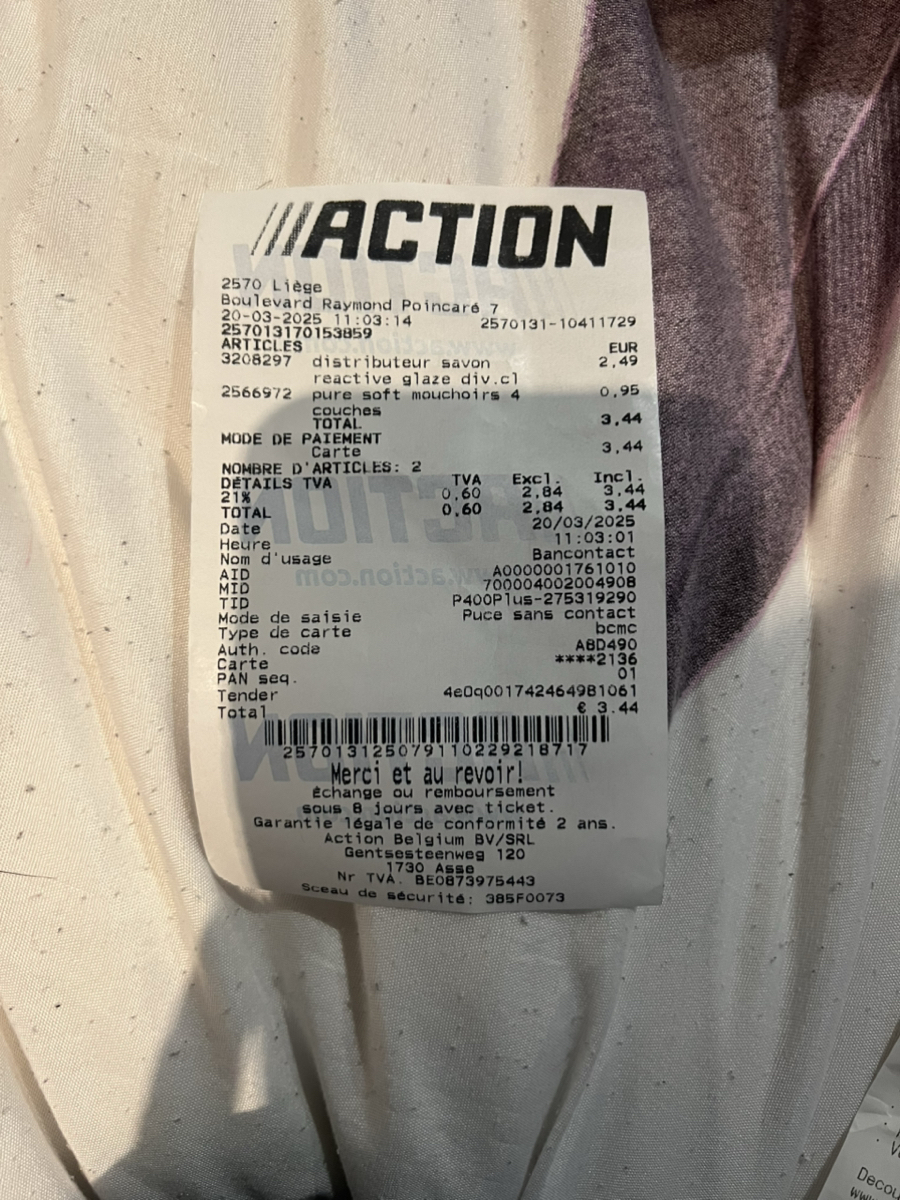 ///ACTION
2570 Liège
Boulevard Raymond Poincaré 7
20-03-2025 11:03:14 2570131-10411729
257013170153859
ARTICLES EUR
3208297 distributeur savon 2,49
reactive glaze div.cl
2566972 pure soft mouchoirs 4 0,95
couches
TOTAL 3,44
MODE DE PAIEMENT
Carte 3,44
NOMBRE D'ARTICLES: 2
DÉTAILS TVA TVA Excl. Incl.
21% 0,60 2,84 3,44
TOTAL 0,60 2,84 3,44
Date 20/03/2025
Heure 11:03:01
Nom d'usage Bancontact
AID A0000001761010
MID 700004002004908
TID P400Plus-275319290
Mode de saisie Puce sans contact
Type de carte bcmc
Auth. code A8D490
Carte ****2136
PAN seq. 01
Tender 4e0q001742464981061
Total € 3.44
2570131250791102292187​17
Merci et au revoir!
Échange ou remboursement
sous 8 jours avec ticket.
Garantie légale de conformité 2 ans.
Action Belgium BV/SRL
Gentsesteenweg 120
1730 Asse
Nr TVA. BE0873975443
Sceau de sécurité: 385F0073